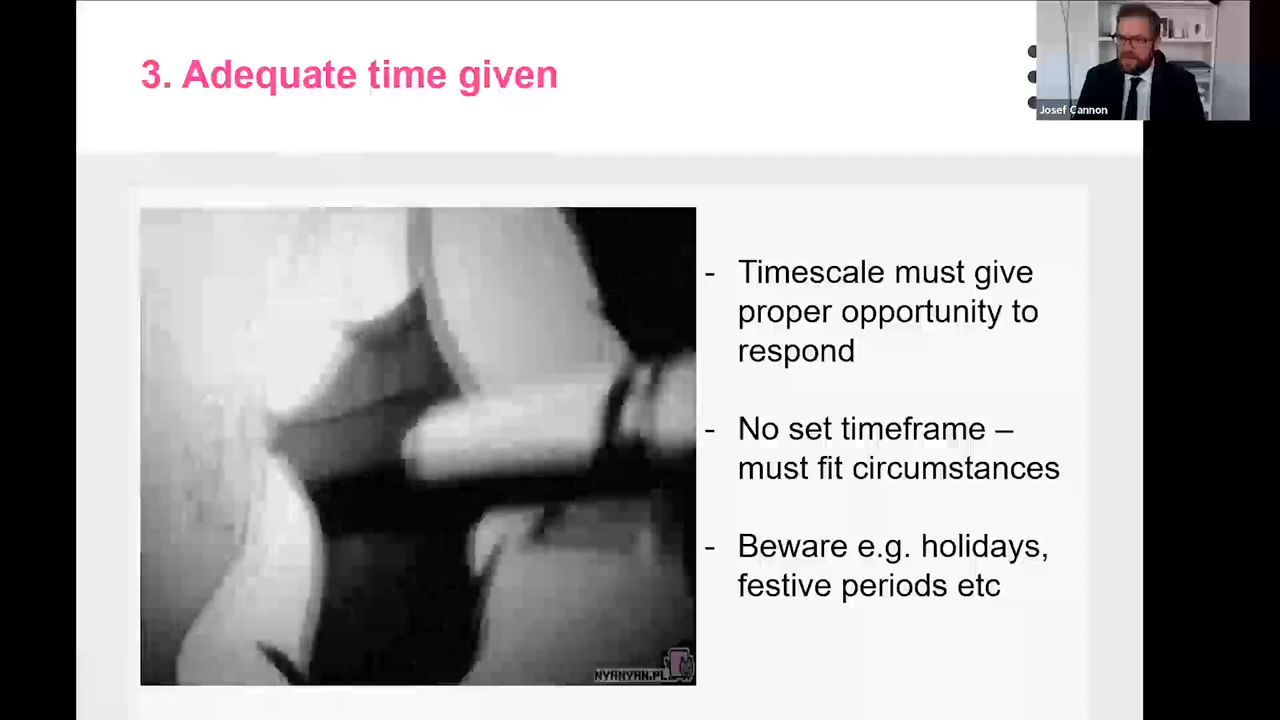 3. Adequate time given
Josef Cannon
- Timescale must give
proper opportunity to
respond
- No set timeframe –
must fit circumstances
- Beware e.g. holidays,
festive periods etc
NYANYAN.PL